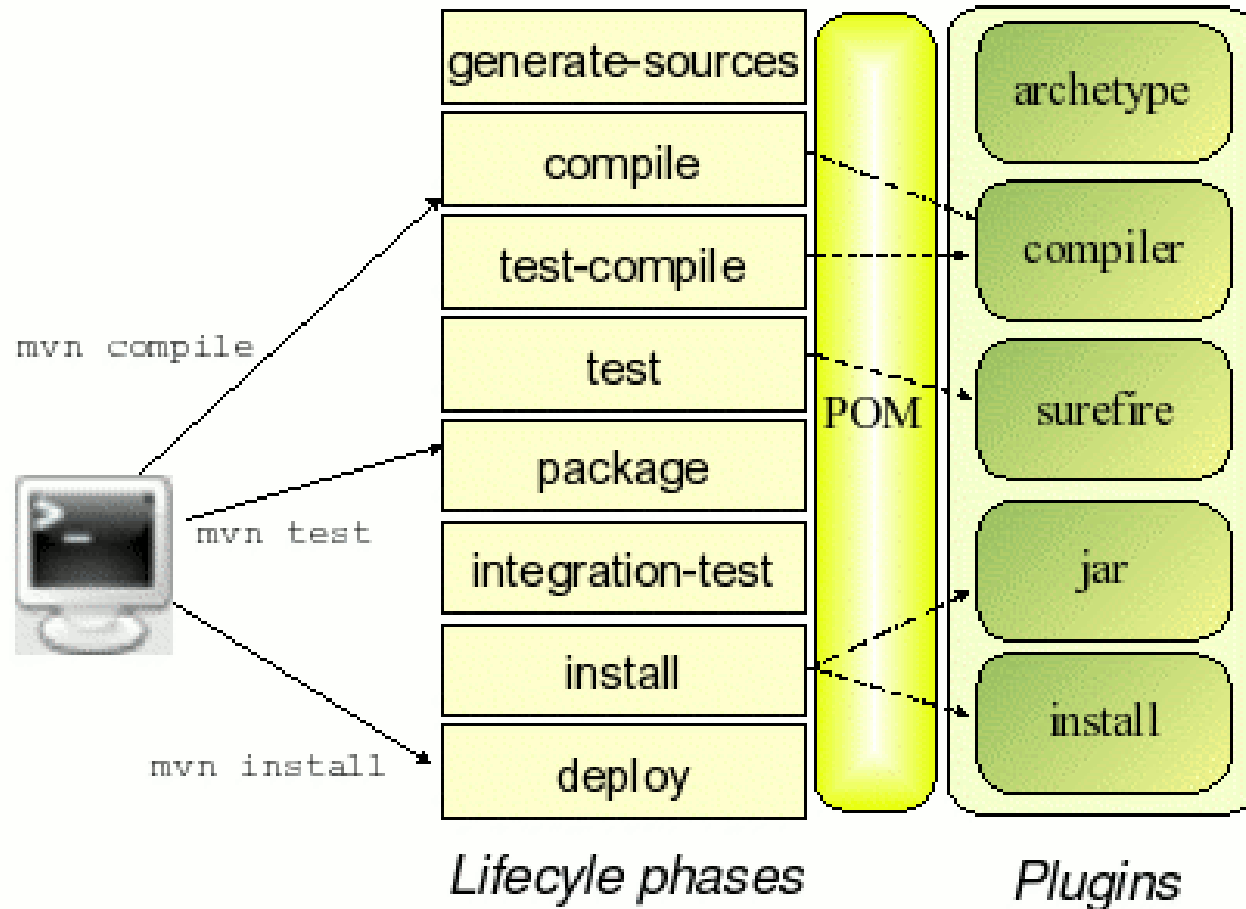 generate-sources
compile
test-compile
test
package
integration-test
install
deploy
Lifecyle phases
mvn compile
mvn test
mvn install
POM
archetype
compiler
surefire
jar
install
Plugins